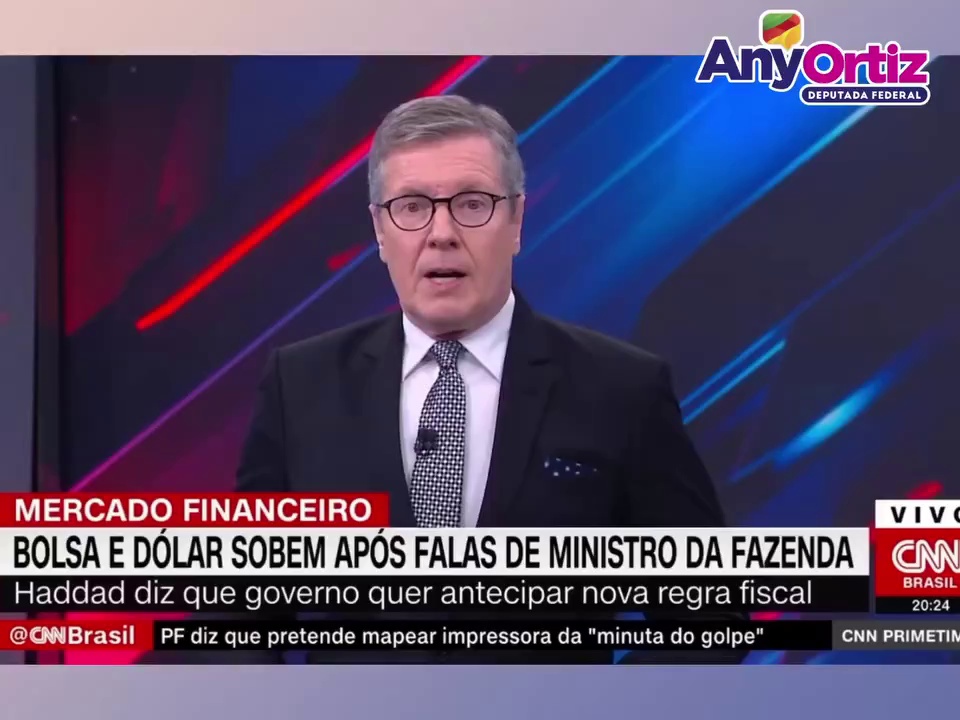 AnyOrtiz
DEPUTADA FEDERAL
MERCADO FINANCEIRO
BOLSA E DÓLAR SOBEM APÓS FALAS DE MINISTRO DA FAZENDA
Haddad diz que governo quer antecipar nova regra fiscal
VIVO
CNN
BRASIL
20:24
@CNNBrasil PF diz que pretende mapear impressora da "minuta do golpe" CNN PRIMETIM